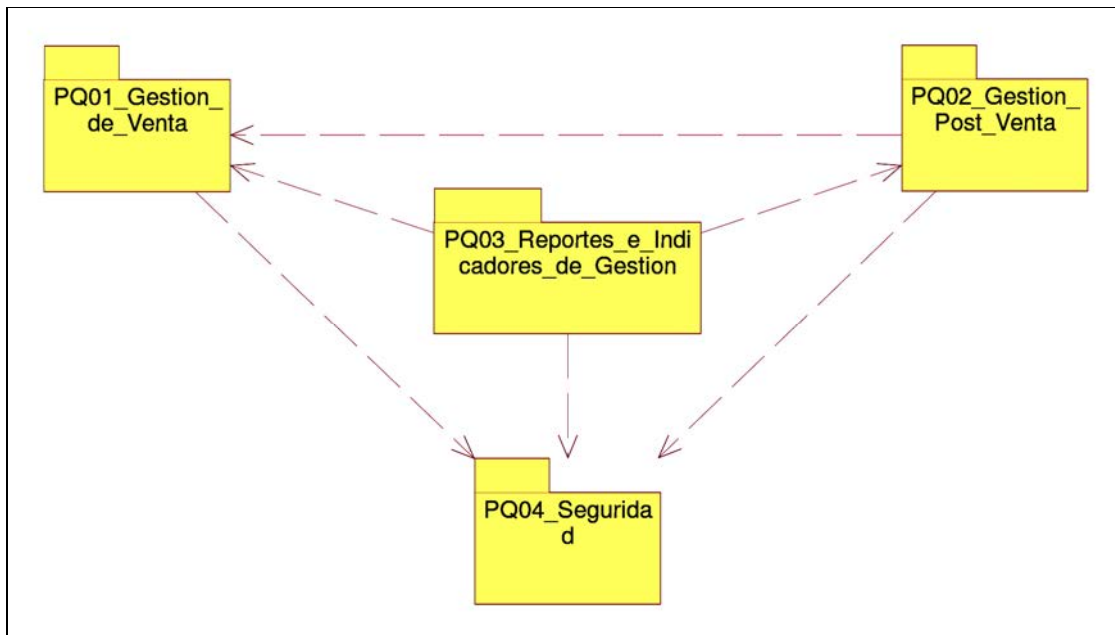 PQ01_Gestion_
de_Venta
PQ02_Gestion_
Post_Venta
PQ03_Reportes_e_Indi
cadores_de_Gestion
PQ04_Segurida
d